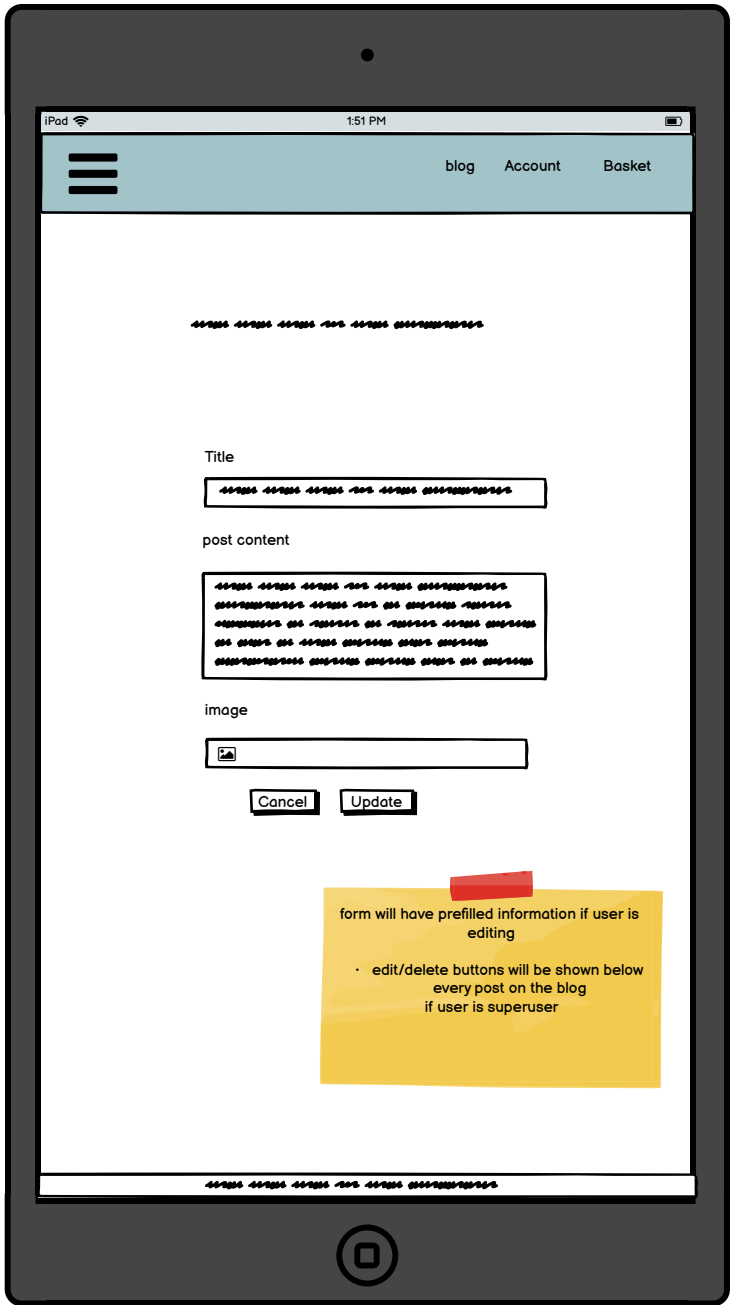 iPad 1:51 PM
blog Account Basket
Title
post content
image
Cancel Update
form will have prefilled information if user is
editing
· edit/delete buttons will be shown below
every post on the blog
if user is superuser